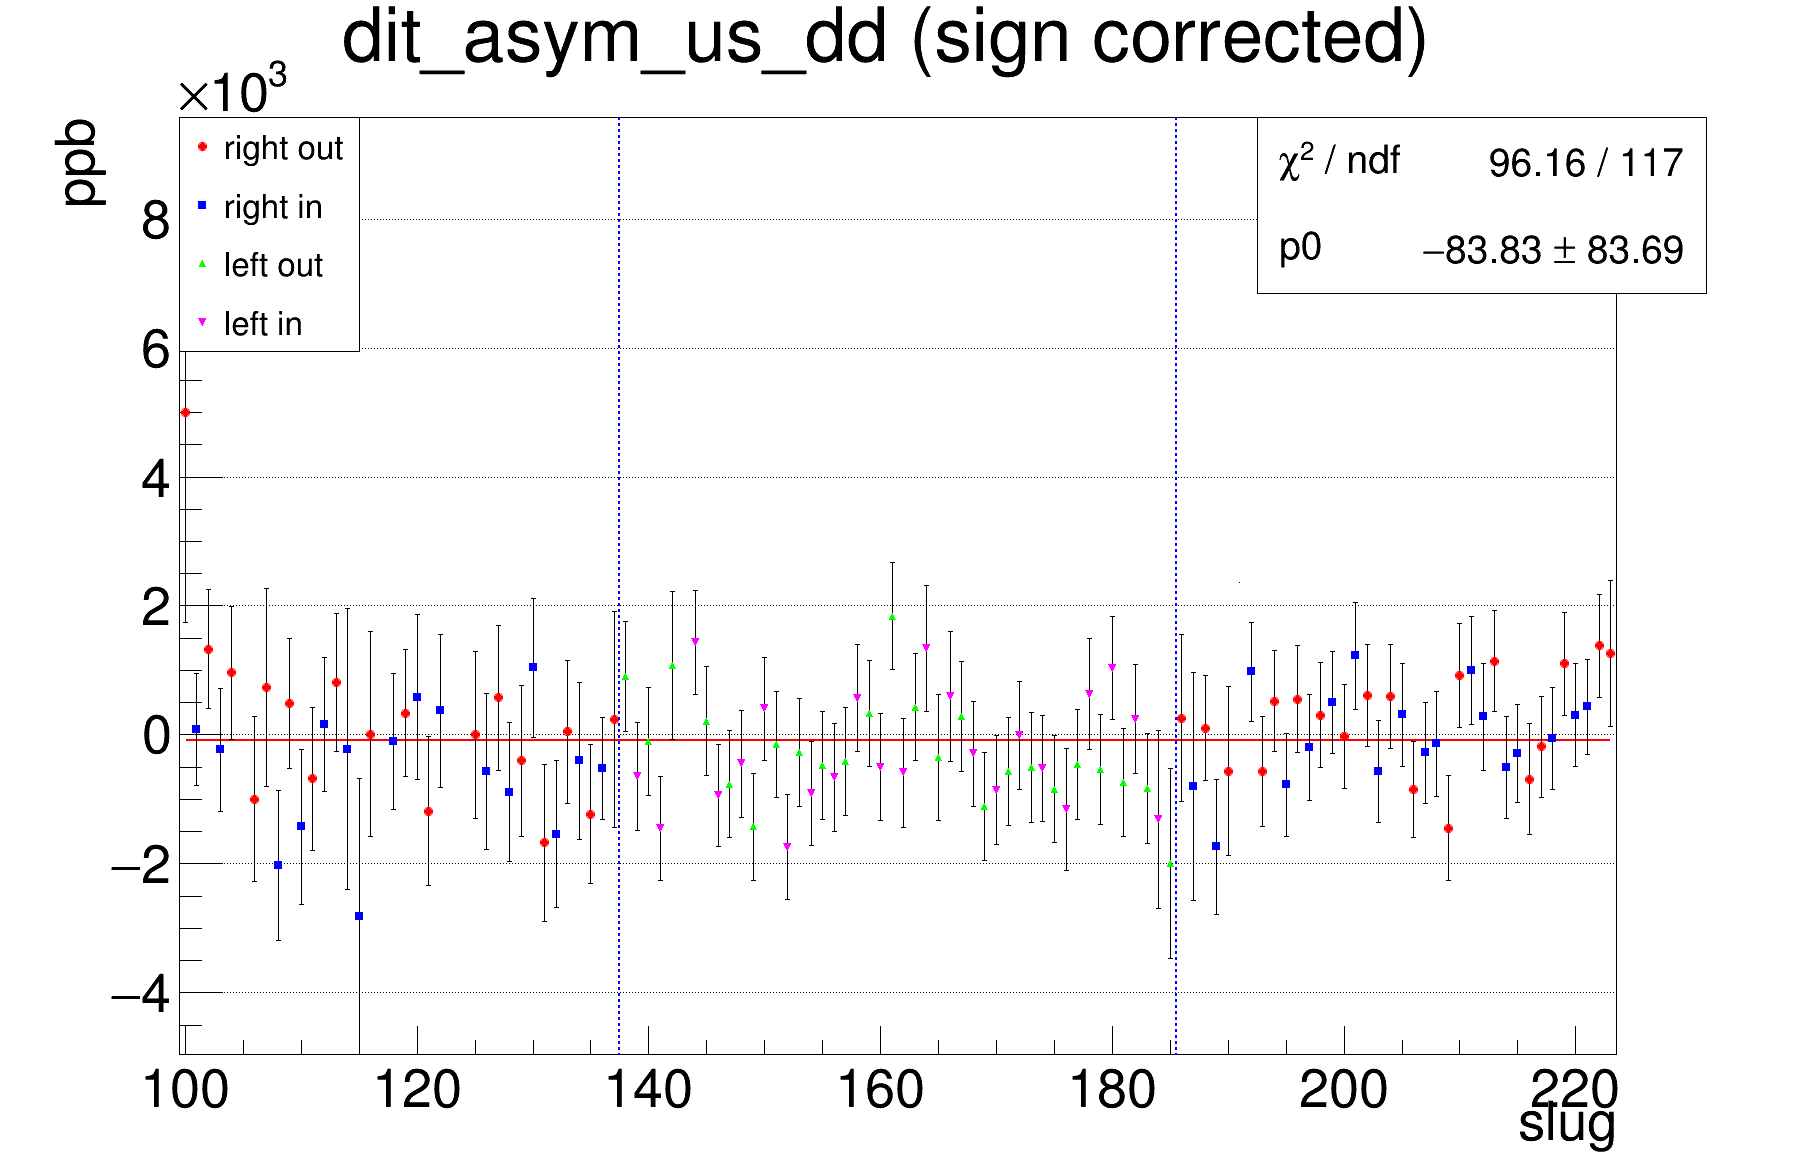 dit_asym_us_dd (sign corrected)
×10³
ppb
right out
right in
left out
left in
χ² / ndf 96.16 / 117
p0 −83.83 ± 83.69
8
6
4
2
0
−2
−4
100 120 140 160 180 200 220
slug